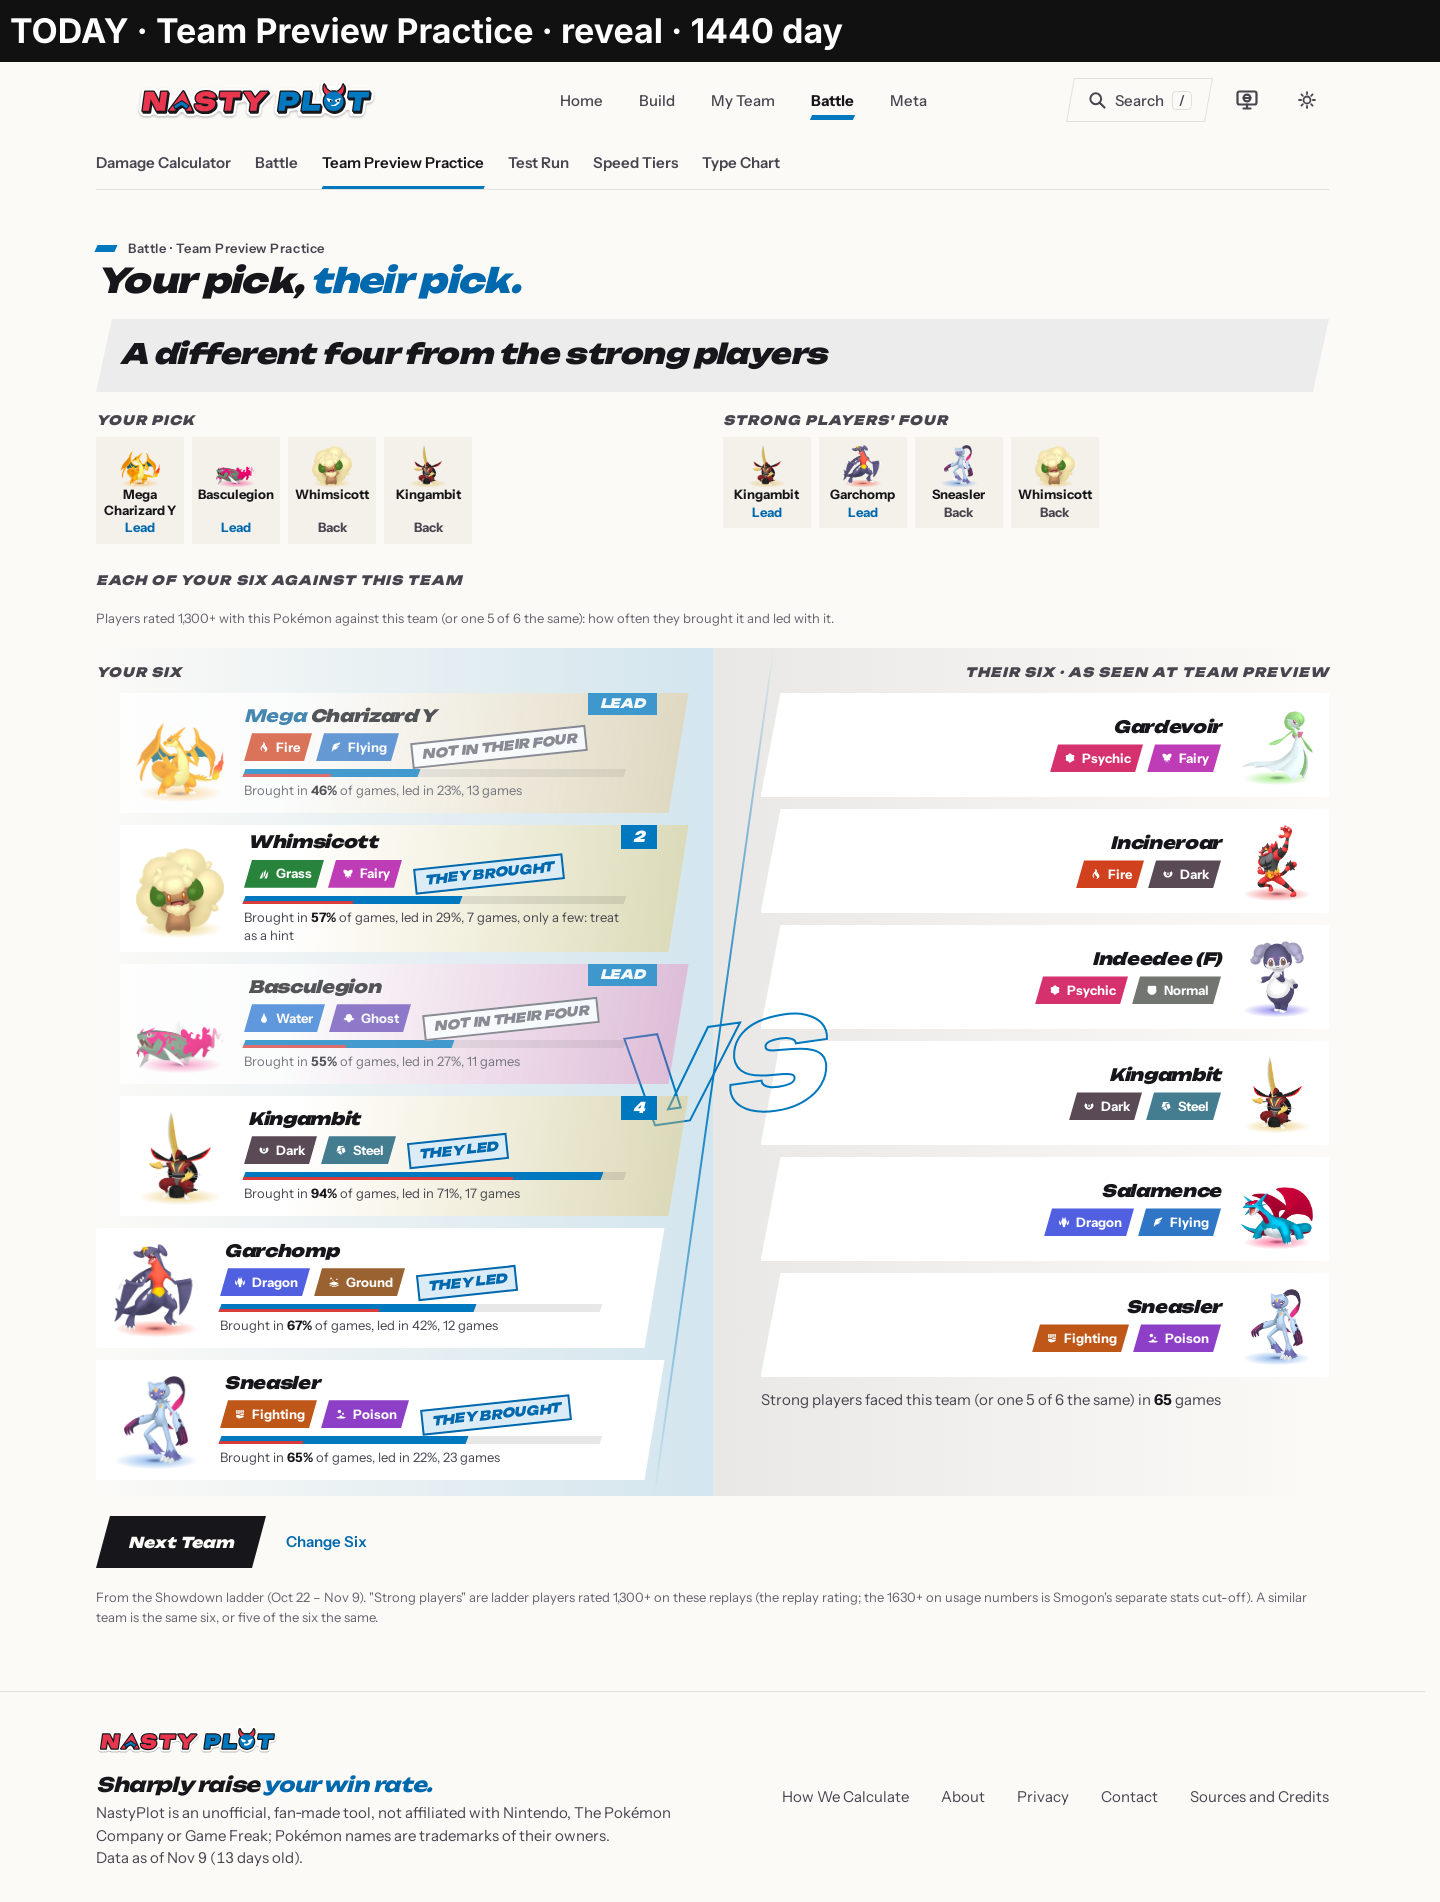 TODAY · Team Preview Practice · reveal · 1440 day
NASTY PLOT
Home Build My Team Battle Meta
Search /
Damage Calculator Battle Team Preview Practice Test Run Speed Tiers Type Chart
Battle · Team Preview Practice
Your pick, their pick.
A different four from the strong players
YOUR PICK
Mega Charizard Y
Lead
Basculegion
Lead
Whimsicott
Back
Kingambit
Back
STRONG PLAYERS' FOUR
Kingambit
Lead
Garchomp
Lead
Sneasler
Back
Whimsicott
Back
EACH OF YOUR SIX AGAINST THIS TEAM
Players rated 1,300+ with this Pokémon against this team (or one 5 of 6 the same): how often they brought it and led with it.
YOUR SIX
LEAD
Mega Charizard Y
Fire Flying NOT IN THEIR FOUR
Brought in 46% of games, led in 23%, 13 games
2
Whimsicott
Grass Fairy THEY BROUGHT
Brought in 57% of games, led in 29%, 7 games, only a few: treat
as a hint
LEAD
Basculegion
Water Ghost NOT IN THEIR FOUR
Brought in 55% of games, led in 27%, 11 games
4
Kingambit
Dark Steel THEY LED
Brought in 94% of games, led in 71%, 17 games
Garchomp
Dragon Ground THEY LED
Brought in 67% of games, led in 42%, 12 games
Sneasler
Fighting Poison THEY BROUGHT
Brought in 65% of games, led in 22%, 23 games
VS
THEIR SIX · AS SEEN AT TEAM PREVIEW
Gardevoir
Psychic Fairy
Incineroar
Fire Dark
Indeedee (F)
Psychic Normal
Kingambit
Dark Steel
Salamence
Dragon Flying
Sneasler
Fighting Poison
Strong players faced this team (or one 5 of 6 the same) in 65 games
Next Team Change Six
From the Showdown ladder (Oct 22 – Nov 9). "Strong players" are ladder players rated 1,300+ on these replays (the replay rating; the 1630+ on usage numbers is Smogon's separate stats cut-off). A similar
team is the same six, or five of the six the same.
NASTY PLOT
Sharply raise your win rate.
NastyPlot is an unofficial, fan-made tool, not affiliated with Nintendo, The Pokémon
Company or Game Freak; Pokémon names are trademarks of their owners.
Data as of Nov 9 (13 days old).
How We Calculate About Privacy Contact Sources and Credits